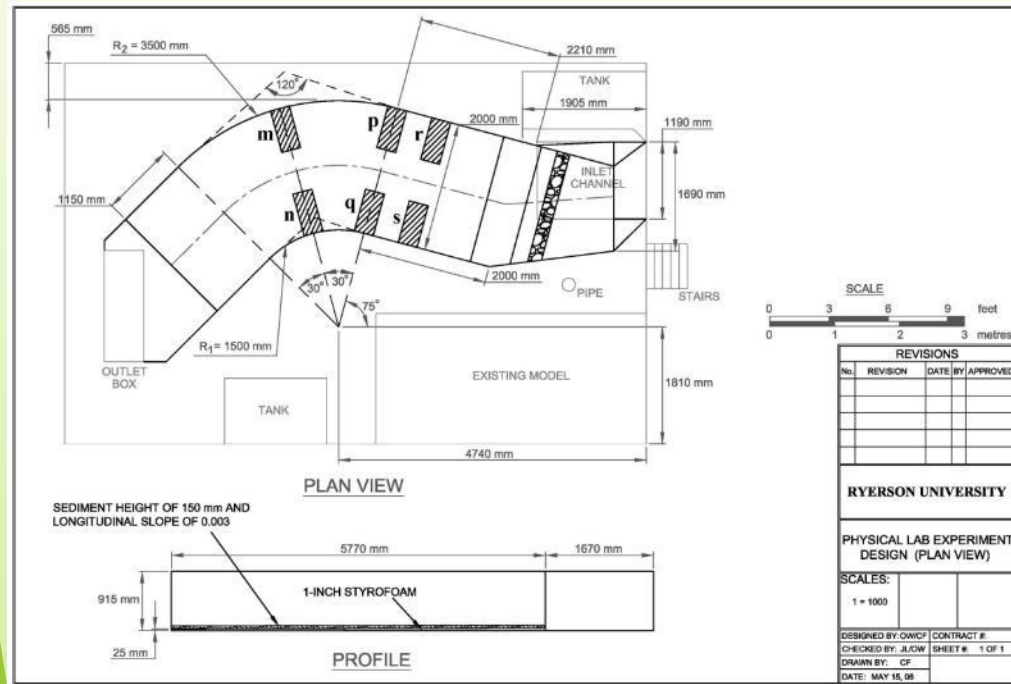 565 mm
R2 = 3500 mm
120°
2210 mm
TANK
1905 mm
2000 mm
1190 mm
m
p
r
INLET
CHANNEL
1690 mm
1150 mm
n
q
s
2000 mm
30°
30°
75°
PIPE
STAIRS
R1= 1500 mm
OUTLET
BOX
TANK
EXISTING MODEL
1810 mm
4740 mm
PLAN VIEW
SCALE
0 3 6 9 feet
0 1 2 3 metres
SEDIMENT HEIGHT OF 150 mm AND
LONGITUDINAL SLOPE OF 0.003
5770 mm
1670 mm
915 mm
1-INCH STYROFOAM
25 mm
PROFILE
REVISIONS
No. REVISION DATE BY APPROVED
RYERSON UNIVERSITY
PHYSICAL LAB EXPERIMENT
DESIGN (PLAN VIEW)
SCALES:
1 = 1000
DESIGNED BY: OW/CF CONTRACT #:
CHECKED BY: JL/OW SHEET #: 1 OF 1
DRAWN BY: CF
DATE: MAY 15, 08